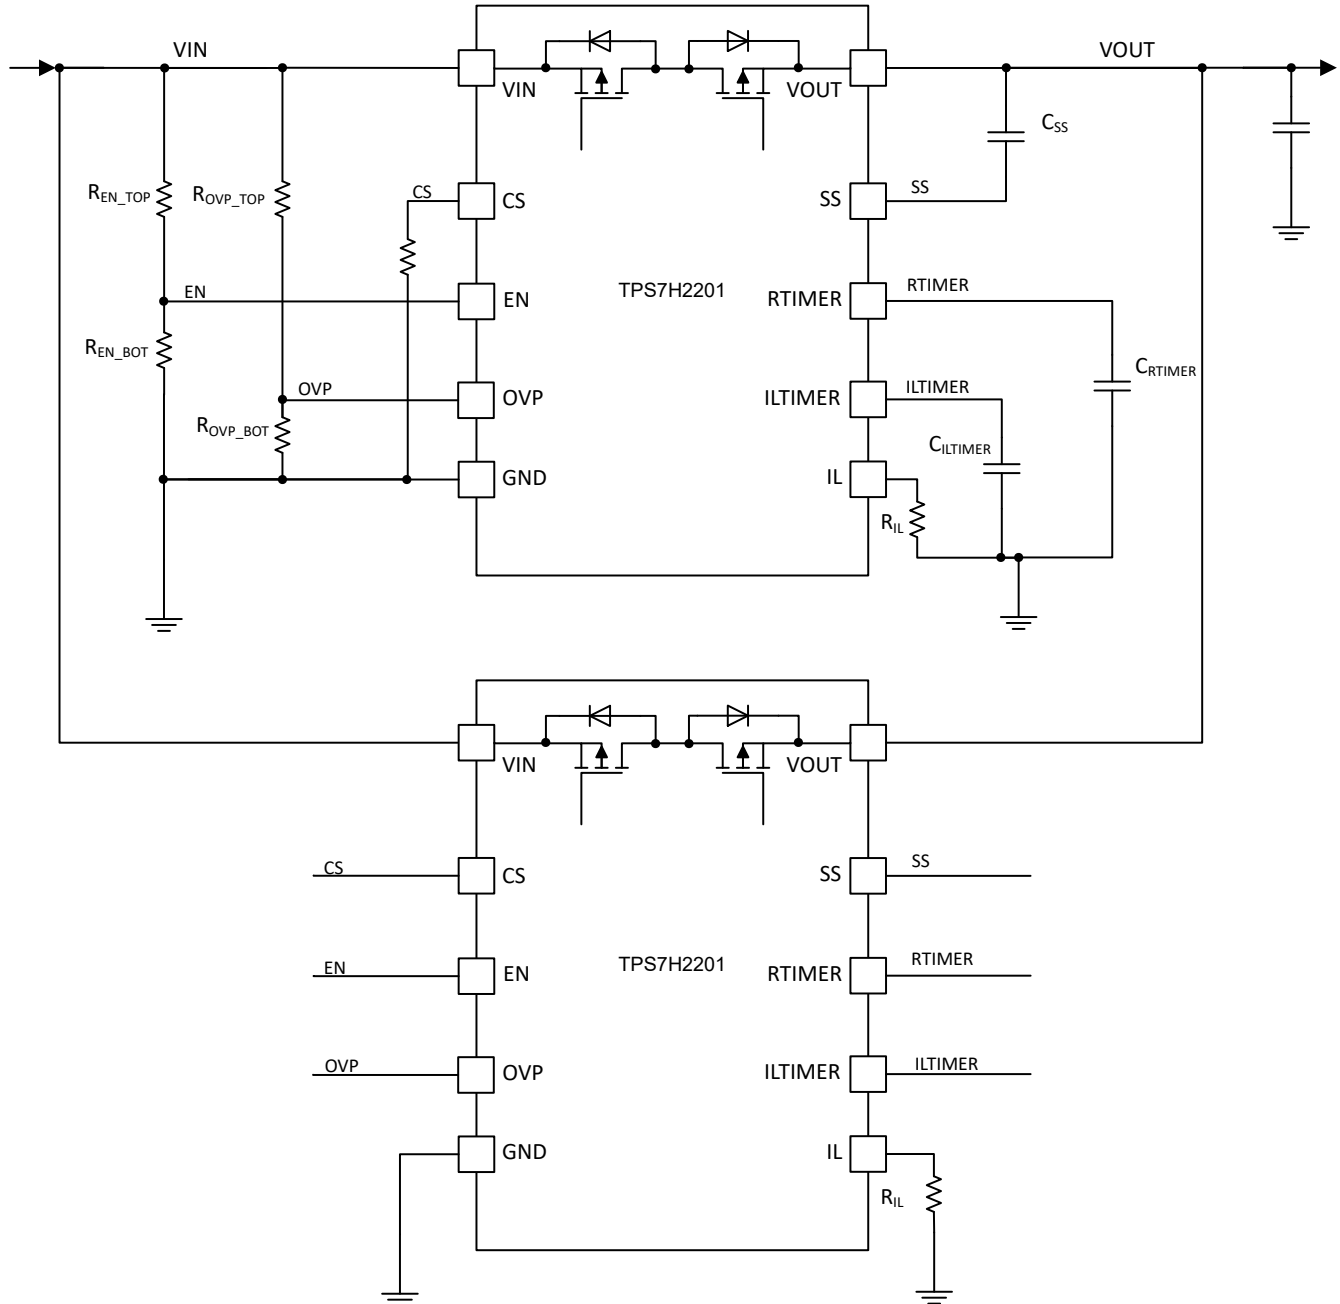 VIN
VOUT
VIN
VOUT
C_SS
R_EN_TOP
R_OVP_TOP
CS
CS
SS
SS
TPS7H2201
EN
EN
RTIMER
RTIMER
R_EN_BOT
C_RTIMER
OVP
OVP
ILTIMER
ILTIMER
R_OVP_BOT
C_ILTIMER
GND
IL
R_IL
VIN
VOUT
CS
CS
SS
SS
TPS7H2201
EN
EN
RTIMER
RTIMER
OVP
OVP
ILTIMER
ILTIMER
GND
IL
R_IL